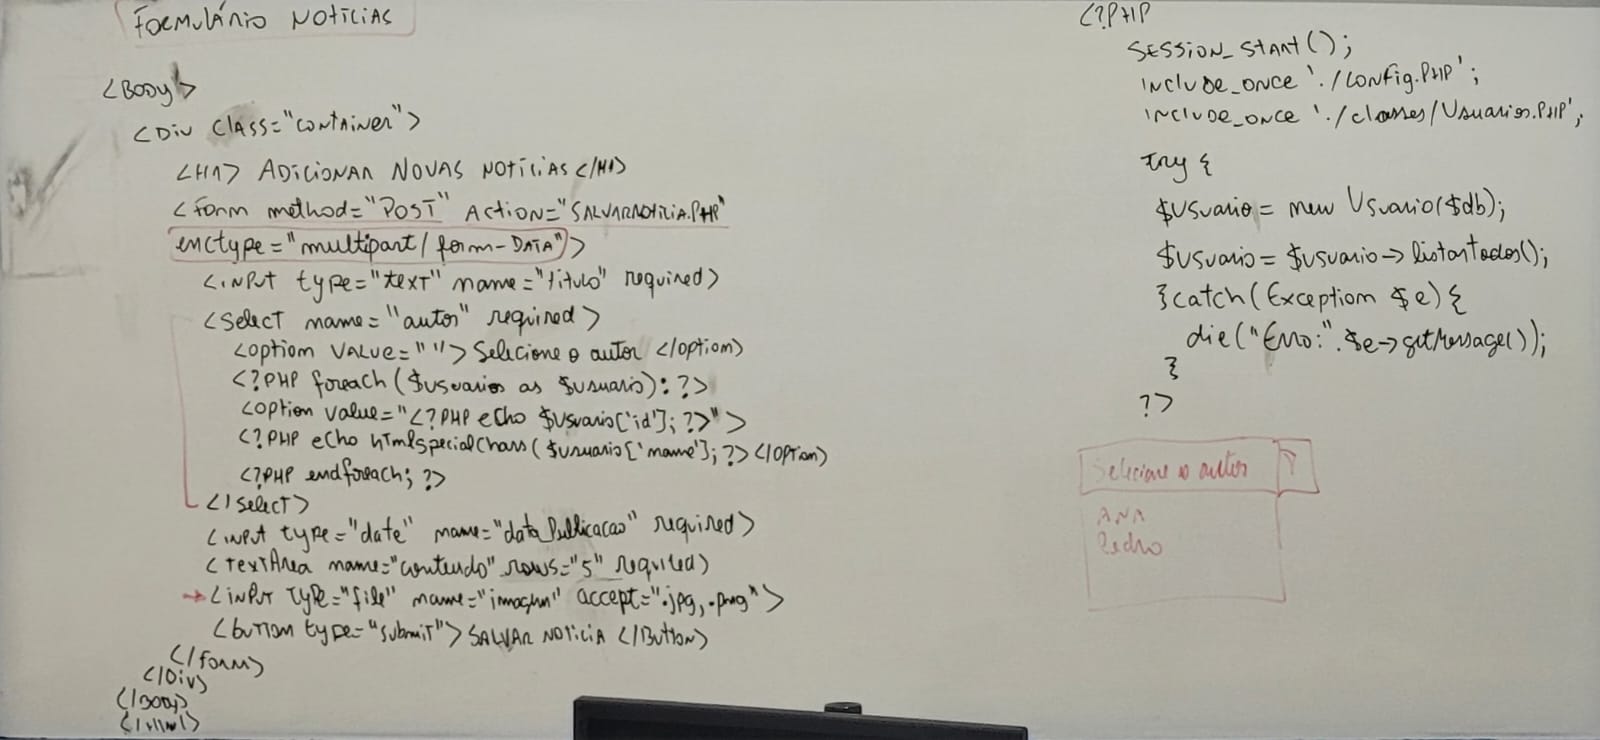 FORMULÁRIO NOTÍCIAS
<BODY>
<DIV CLASS="CONTAINER">
<H1> ADICIONAR NOVAS NOTÍCIAS </H1>
<form method="POST" ACTION="SALVARNOTICIA.PHP"
enctype="multipart/form-DATA">
<input type="text" name="titulo" required>
<select name="autor" required>
<option VALUE=""> Selecione o autor </option>
<?PHP foreach($usuarios as $usuario): ?>
<option value="<?PHP echo $usuario['id']; ?>">
<?PHP echo htmlspecialchars($usuario['name']; ?> </option>
<?PHP endforeach; ?>
</select>
<input type="date" name="data_publicacao" required>
<textArea name="conteudo" rows="5" required>
→ <input type="file" name="imagem" accept=".jpg,.png">
<button type="submit"> SALVAR NOTICIA </Button>
</form>
</Div>
</Body>
</html>
<?PHP
SESSION_START();
INCLUDE_ONCE './config.PHP';
INCLUDE_ONCE './classes/Usuarios.PHP';
try {
$usuario = new Usuario($db);
$usuario = $usuario->listarTodos();
}catch(Exception $e){
die("Erro:".$e->getMessage());
}
?>
Selecione o autor
ANA
Pedro